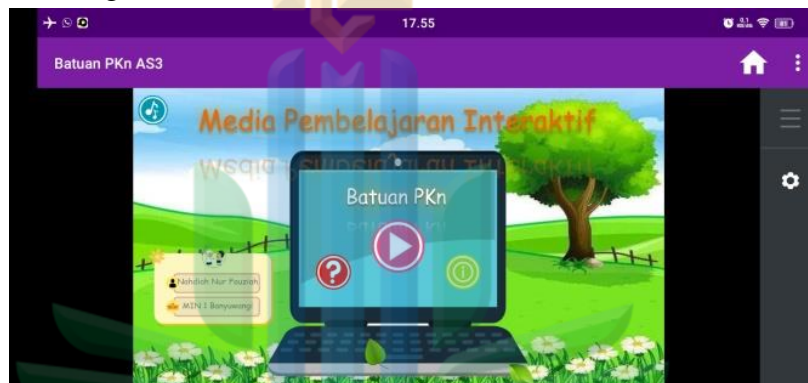 17.55
Batuan PKn AS3
Media Pembelajaran Interaktif
Batuan PKn
?
Nahdiah Nur Fauziah
MIN 1 Banyuwangi